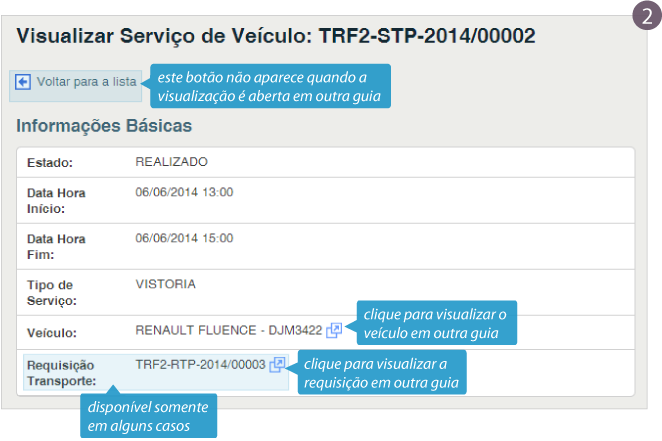 2
Visualizar Serviço de Veículo: TRF2-STP-2014/00002
Voltar para a lista
este botão não aparece quando a
visualização é aberta em outra guia
Informações Básicas
Estado: REALIZADO
Data Hora
Início:
06/06/2014 13:00
Data Hora
Fim:
06/06/2014 15:00
Tipo de
Serviço:
VISTORIA
Veículo: RENAULT FLUENCE - DJM3422
clique para visualizar o
veículo em outra guia
Requisição
Transporte:
TRF2-RTP-2014/00003
clique para visualizar a
requisição em outra guia
disponível somente
em alguns casos